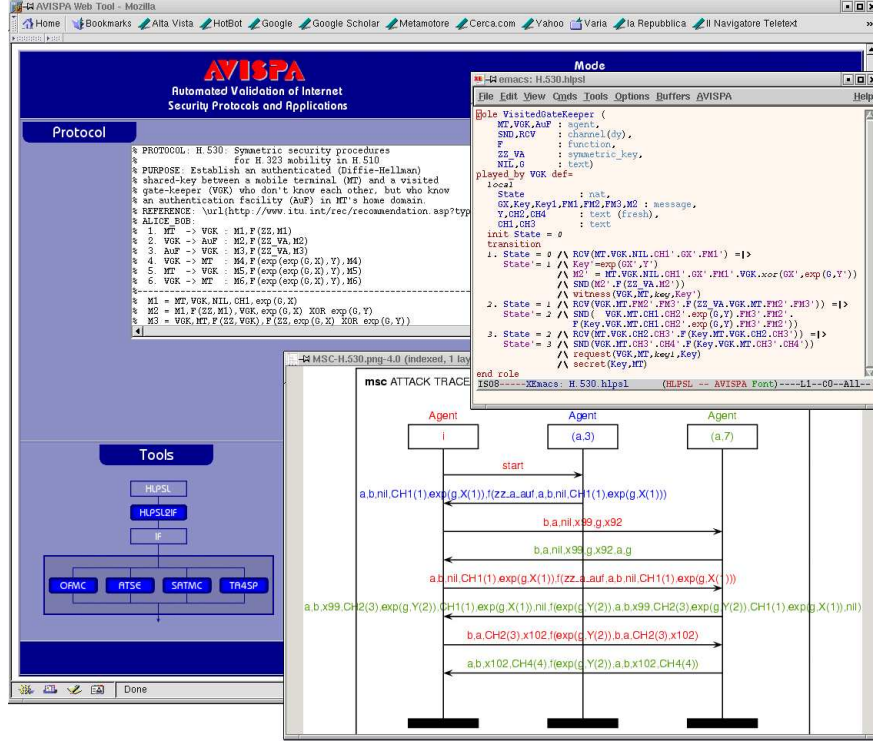 AVISPA Web Tool - Mozilla
Home Bookmarks Alta Vista HotBot Google Google Scholar Metamotore Cerca.com Yahoo Varia la Repubblica Il Navigatore Teletext
AVISPA
Automated Validation of Internet
Security Protocols and Applications
Mode
Protocol
% PROTOCOL: H.530: Symmetric security procedures
% for H.323 mobility in H.510
% PURPOSE: Establish an authenticated (Diffie-Hellman)
% shared-key between a mobile terminal (MT) and a visited
% gate-keeper (VGK) who don't know each other, but who know
% an authentication facility (AuF) in MT's home domain.
% REFERENCE: \url{http://www.itu.int/rec/recommendation.asp?typ
% ALICE_BOB:
% 1. MT -> VGK : M1,F(ZZ,M1)
% 2. VGK -> AuF : M2,F(ZZ_VA,M2)
% 3. AuF -> VGK : M3,F(ZZ_VA,M3)
% 4. VGK -> MT : M4,F(exp(exp(G,X),Y),M4)
% 5. MT -> VGK : M5,F(exp(exp(G,X),Y),M5)
% 6. VGK -> MT : M6,F(exp(exp(G,X),Y),M6)
%
% M1 = MT,VGK,NIL,CH1,exp(G,X)
% M2 = M1,F(ZZ,M1),VGK,exp(G,X) XOR exp(G,Y)
% M3 = VGK,MT,F(ZZ,VGK),F(ZZ,exp(G,X) XOR exp(G,Y))
Tools
HLPSL
HLPSL2IF
IF
OFMC ATSE SATMC TA4SP
Done
emacs: H.530.hlpsl
File Edit View Cmds Tools Options Buffers AVISPA Help
role VisitedGateKeeper (
MT,VGK,AuF : agent,
SND,RCV : channel(dy),
F : function,
ZZ_VA : symmetric_key,
NIL,G : text)
played_by VGK def=
local
State : nat,
GX,Key,Key1,FM1,FM2,FM3,M2 : message,
Y,CH2,CH4 : text (fresh),
CH1,CH3 : text
init State = 0
transition
1. State = 0 /\ RCV(MT.VGK.NIL.CH1'.GX'.FM1') =|>
State'= 1 /\ Key'=exp(GX',Y')
/\ M2' = MT.VGK.NIL.CH1'.GX'.FM1'.VGK.xor(GX',exp(G,Y'))
/\ SND(M2'.F(ZZ_VA.M2'))
/\ witness(VGK,MT,key,Key')
2. State = 1 /\ RCV(VGK.MT.FM2'.FM3'.F(ZZ_VA.VGK.MT.FM2'.FM3')) =|>
State'= 2 /\ SND( VGK.MT.CH1.CH2'.exp(G,Y).FM3'.FM2'.
F(Key.VGK.MT.CH1.CH2'.exp(G,Y).FM3'.FM2'))
3. State = 2 /\ RCV(MT.VGK.CH2.CH3'.F(Key.MT.VGK.CH2.CH3')) =|>
State'= 3 /\ SND(VGK.MT.CH3'.CH4'.F(Key.VGK.MT.CH3'.CH4'))
/\ request(VGK,MT,key1,Key)
/\ secret(Key,MT)
end role
ISO8-----XEmacs: H.530.hlpsl (HLPSL -- AVISPA Font)----L1--C0--All--
MSC-H.530.png-4.0 (indexed, 1 lay
msc ATTACK TRACE
Agent Agent Agent
i (a,3) (a,7)
start
a,b,nil,CH1(1),exp(g,X(1)),f(zz_a_auf,a,b,nil,CH1(1),exp(g,X(1)))
b,a,nil,x99,g,x92
b,a,nil,x99,g,x92,a,g
a,b,nil,CH1(1),exp(g,X(1)),f(zz_a_auf,a,b,nil,CH1(1),exp(g,X(1)))
a,b,x99,CH2(3),exp(g,Y(2)),CH1(1),exp(g,X(1)),nil,f(exp(g,Y(2)),a,b,x99,CH2(3),exp(g,Y(2)),CH1(1),exp(g,X(1)),nil)
b,a,CH2(3),x102,f(exp(g,Y(2)),b,a,CH2(3),x102)
a,b,x102,CH4(4),f(exp(g,Y(2)),a,b,x102,CH4(4))